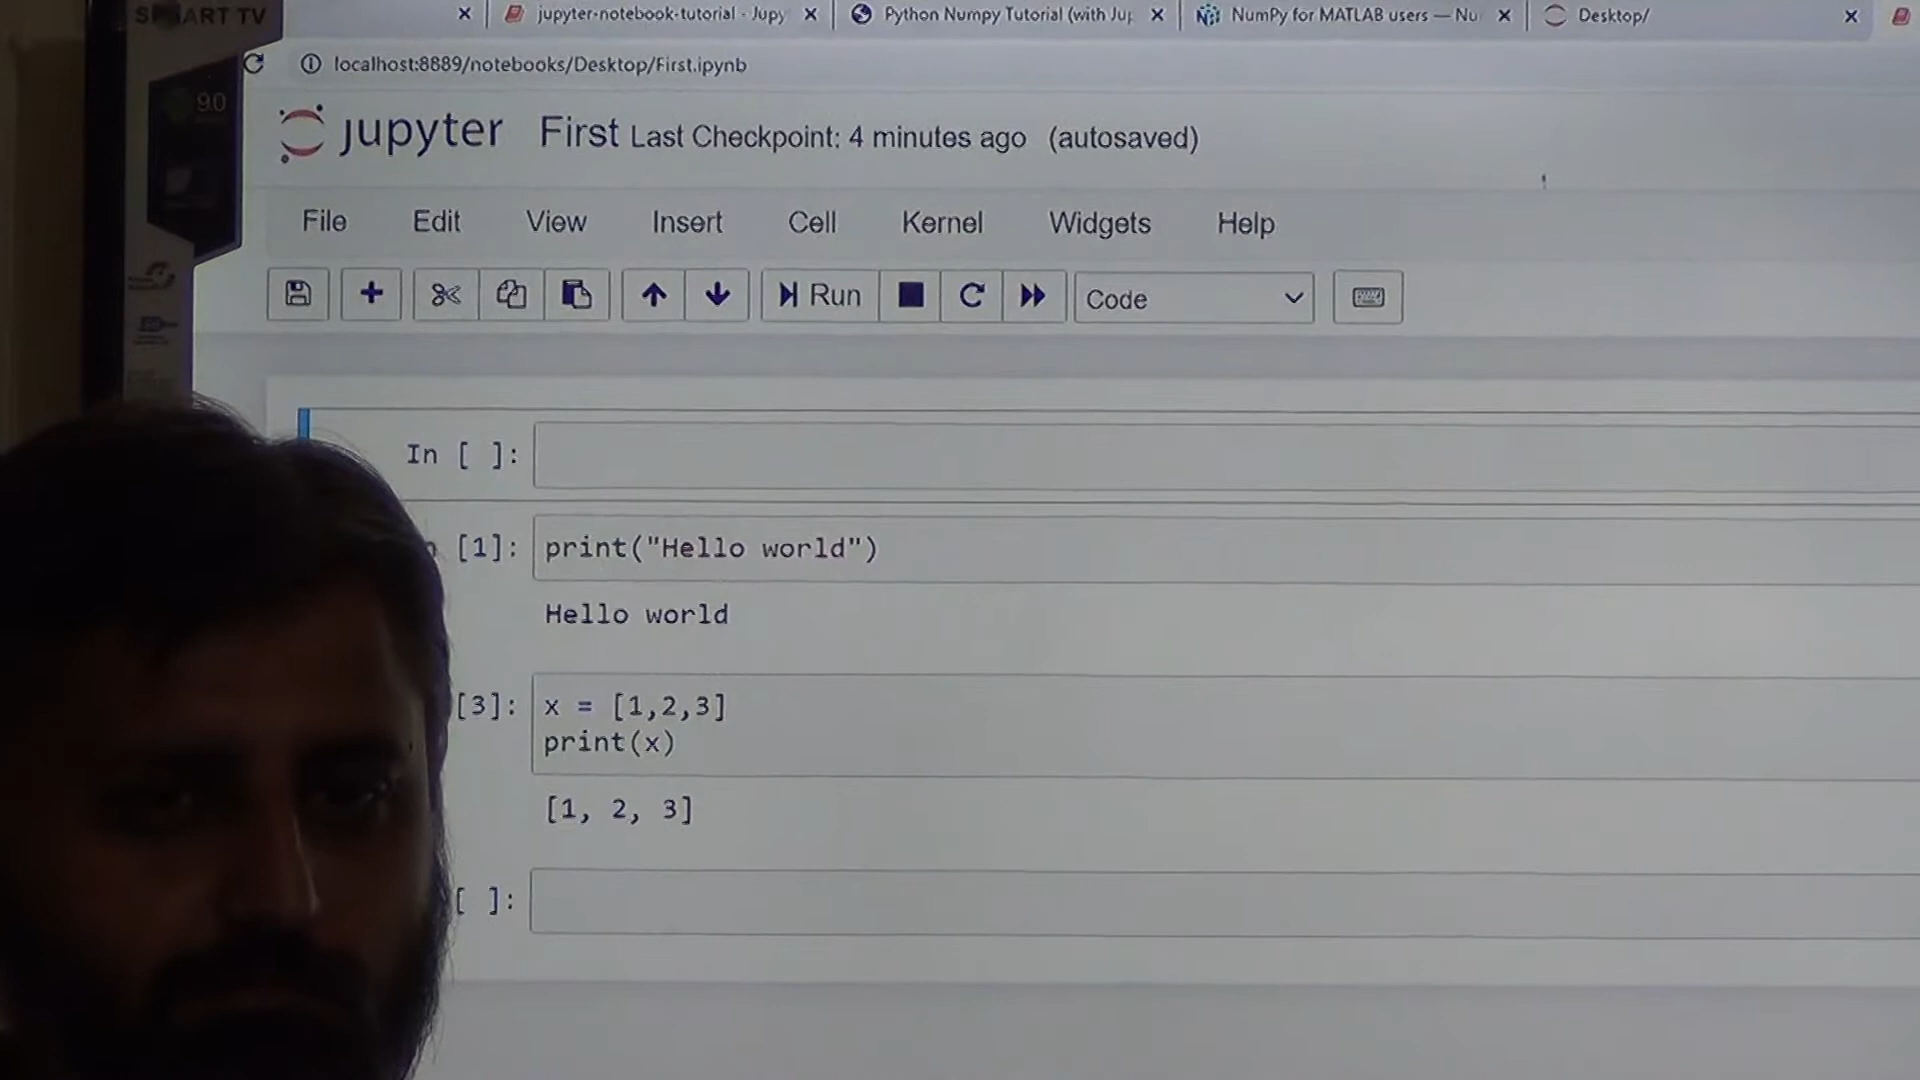 SMART TV
jupyter-notebook-tutorial - Jupy
Python Numpy Tutorial (with Jup
NumPy for MATLAB users — Nu
Desktop/
localhost:8889/notebooks/Desktop/First.ipynb
90
jupyter First Last Checkpoint: 4 minutes ago (autosaved)
File Edit View Insert Cell Kernel Widgets Help
Run Code
In [ ]:
[1]: print("Hello world")
Hello world
[3]: x = [1,2,3]
print(x)
[1, 2, 3]
[ ]: